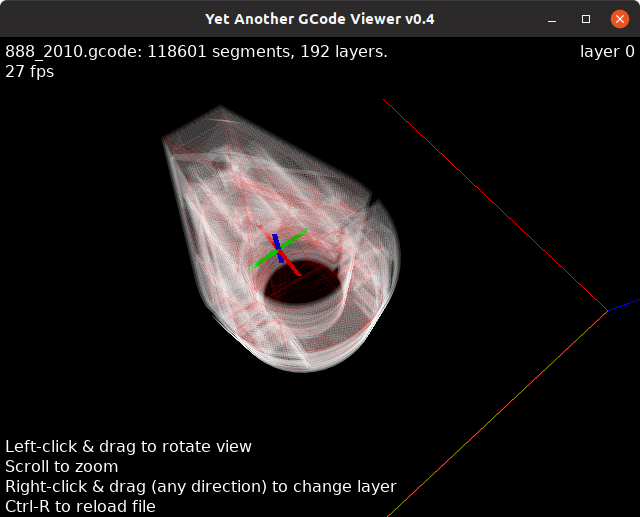 Yet Another GCode Viewer v0.4
888_2010.gcode: 118601 segments, 192 layers.
layer 0
27 fps
Left-click & drag to rotate view
Scroll to zoom
Right-click & drag (any direction) to change layer
Ctrl-R to reload file